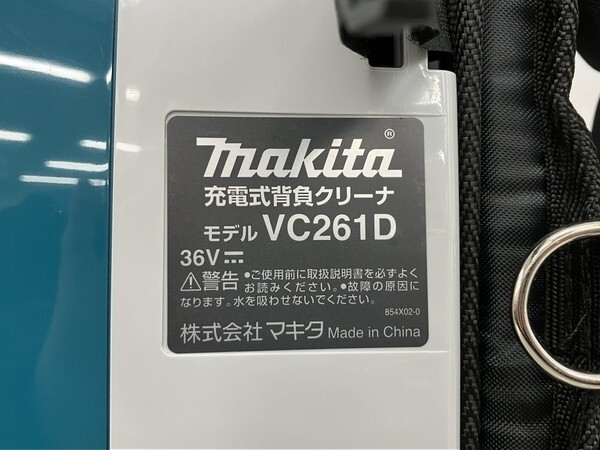 makita®
充電式背負クリーナ
モデル VC261D
36V⎓
⚠警告 ●ご使用前に取扱説明書を必ずよく
お読みください。●故障の原因に
なります。水を吸わせないでください。
854X02-0
株式会社 マキタ Made in China